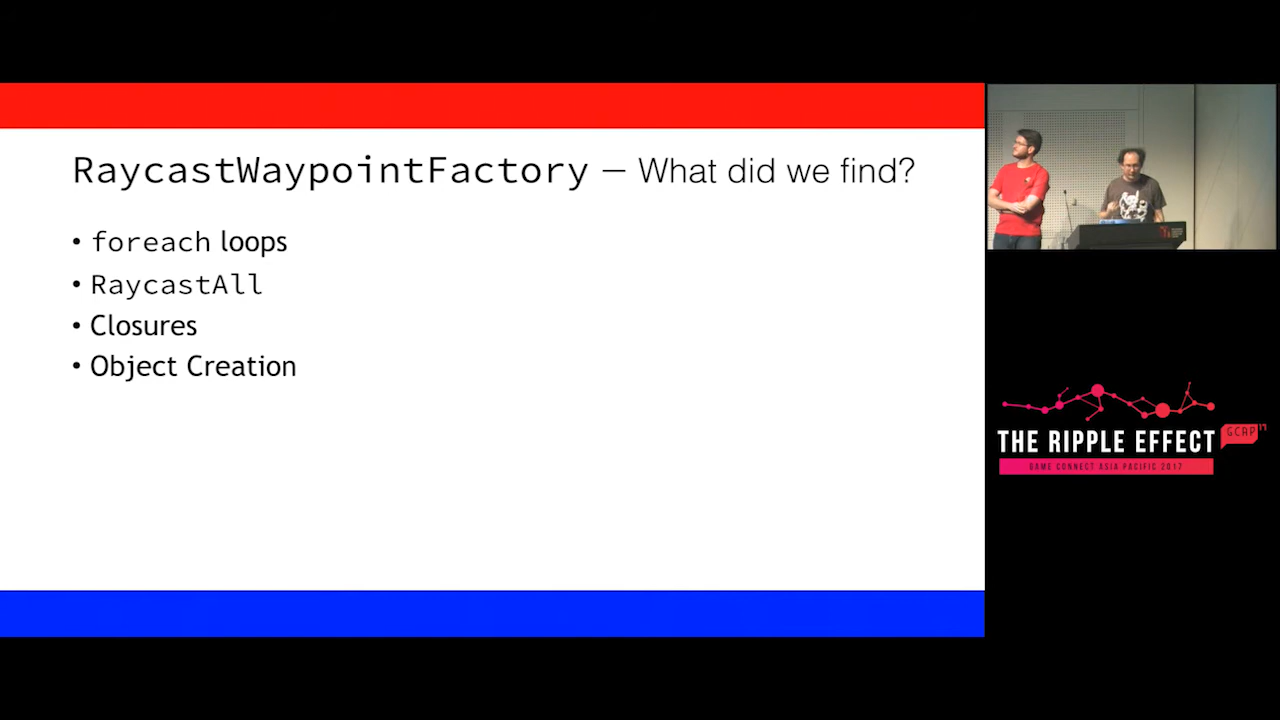 RaycastWaypointFactory — What did we find?
• foreach loops
• RaycastAll
• Closures
• Object Creation
THE RIPPLE EFFECT
GCAP 17
GAME CONNECT ASIA PACIFIC 2017